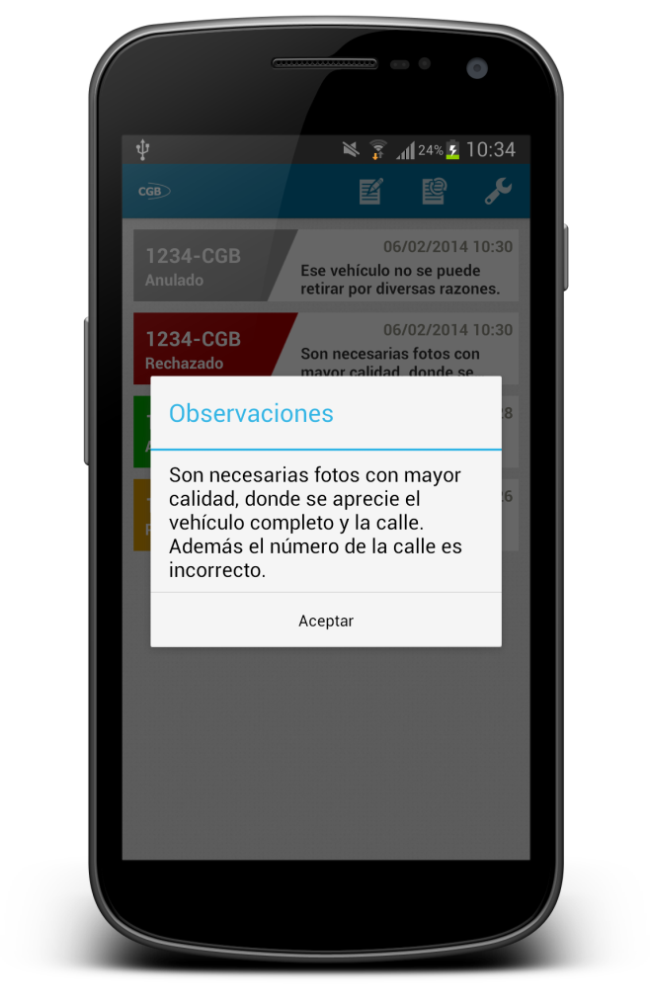 24% 10:34
CGB
1234-CGB
Anulado
06/02/2014 10:30
Ese vehículo no se puede
retirar por diversas razones.
1234-CGB
Rechazado
06/02/2014 10:30
Son necesarias fotos con
mayor calidad, donde se
Observaciones
Son necesarias fotos con mayor
calidad, donde se aprecie el
vehículo completo y la calle.
Además el número de la calle es
incorrecto.
Aceptar